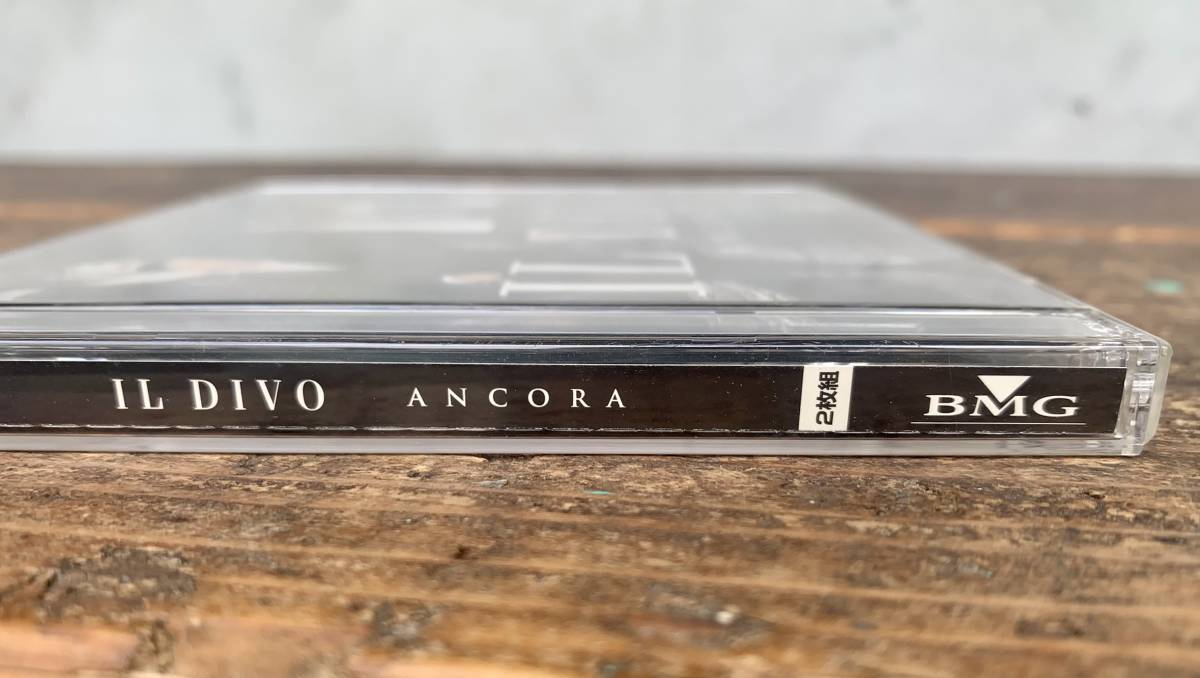 IL DIVO ANCORA 2枚組 BMG